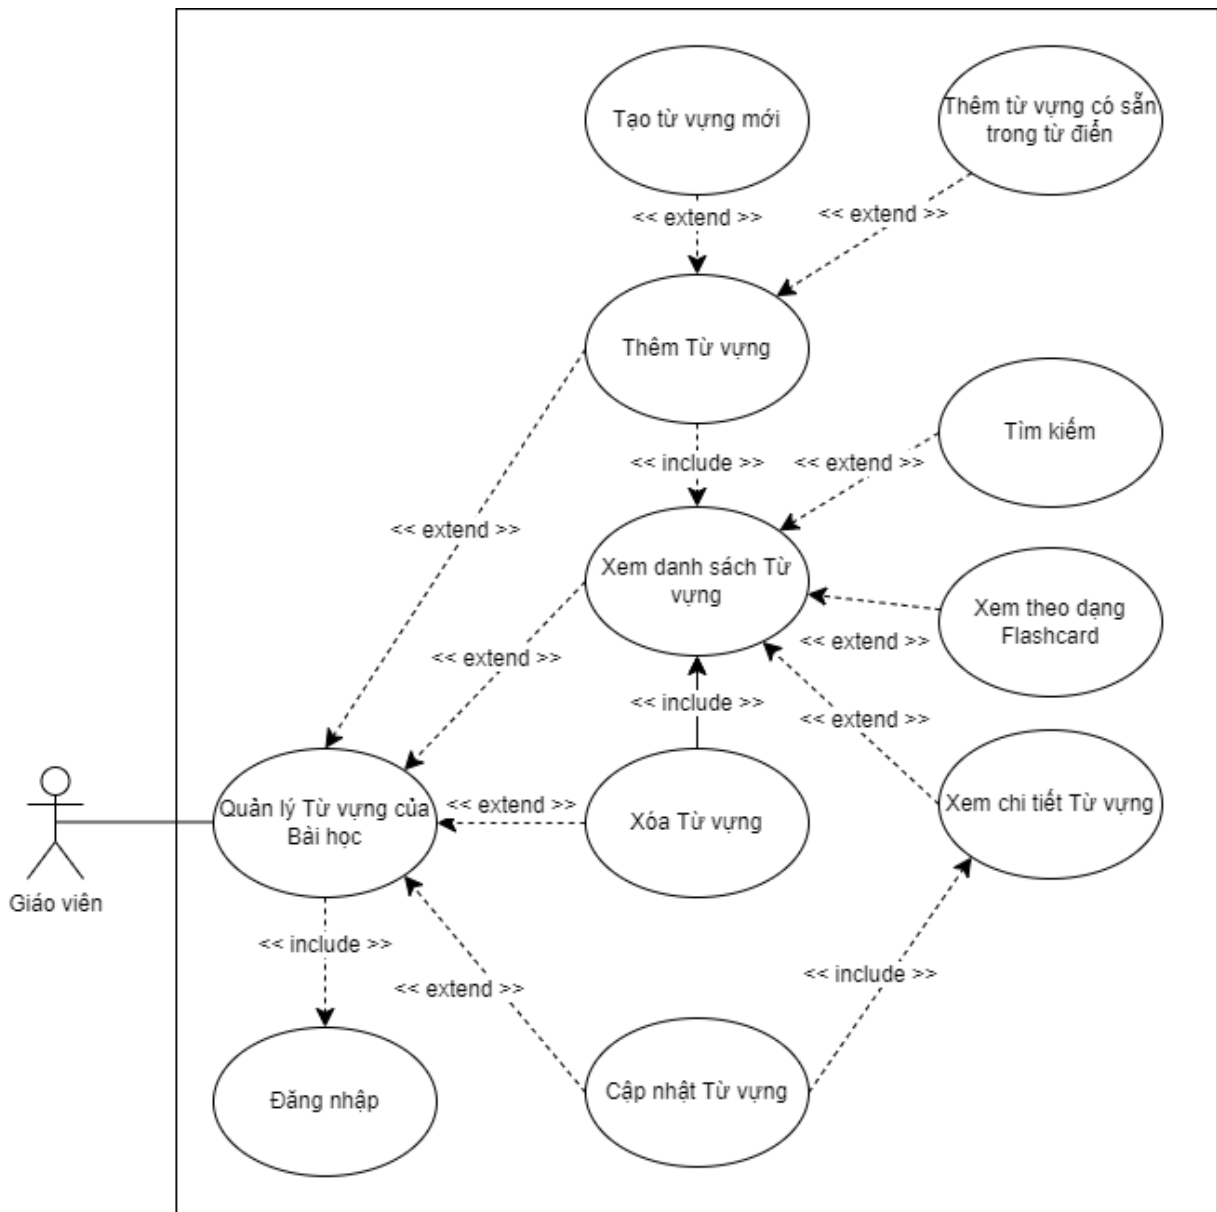 Tạo từ vựng mới
Thêm từ vựng có sẵn
trong từ điển
<< extend >>
<< extend >>
Thêm Từ vựng
Tìm kiếm
<< include >>
<< extend >>
<< extend >>
Xem danh sách Từ
vựng
Xem theo dạng
Flashcard
<< extend >>
<< extend >>
<< include >>
<< extend >>
Quản lý Từ vựng của
Bài học
<< extend >>
Xóa Từ vựng
Xem chi tiết Từ vựng
Giáo viên
<< include >>
<< extend >>
<< include >>
Đăng nhập
Cập nhật Từ vựng